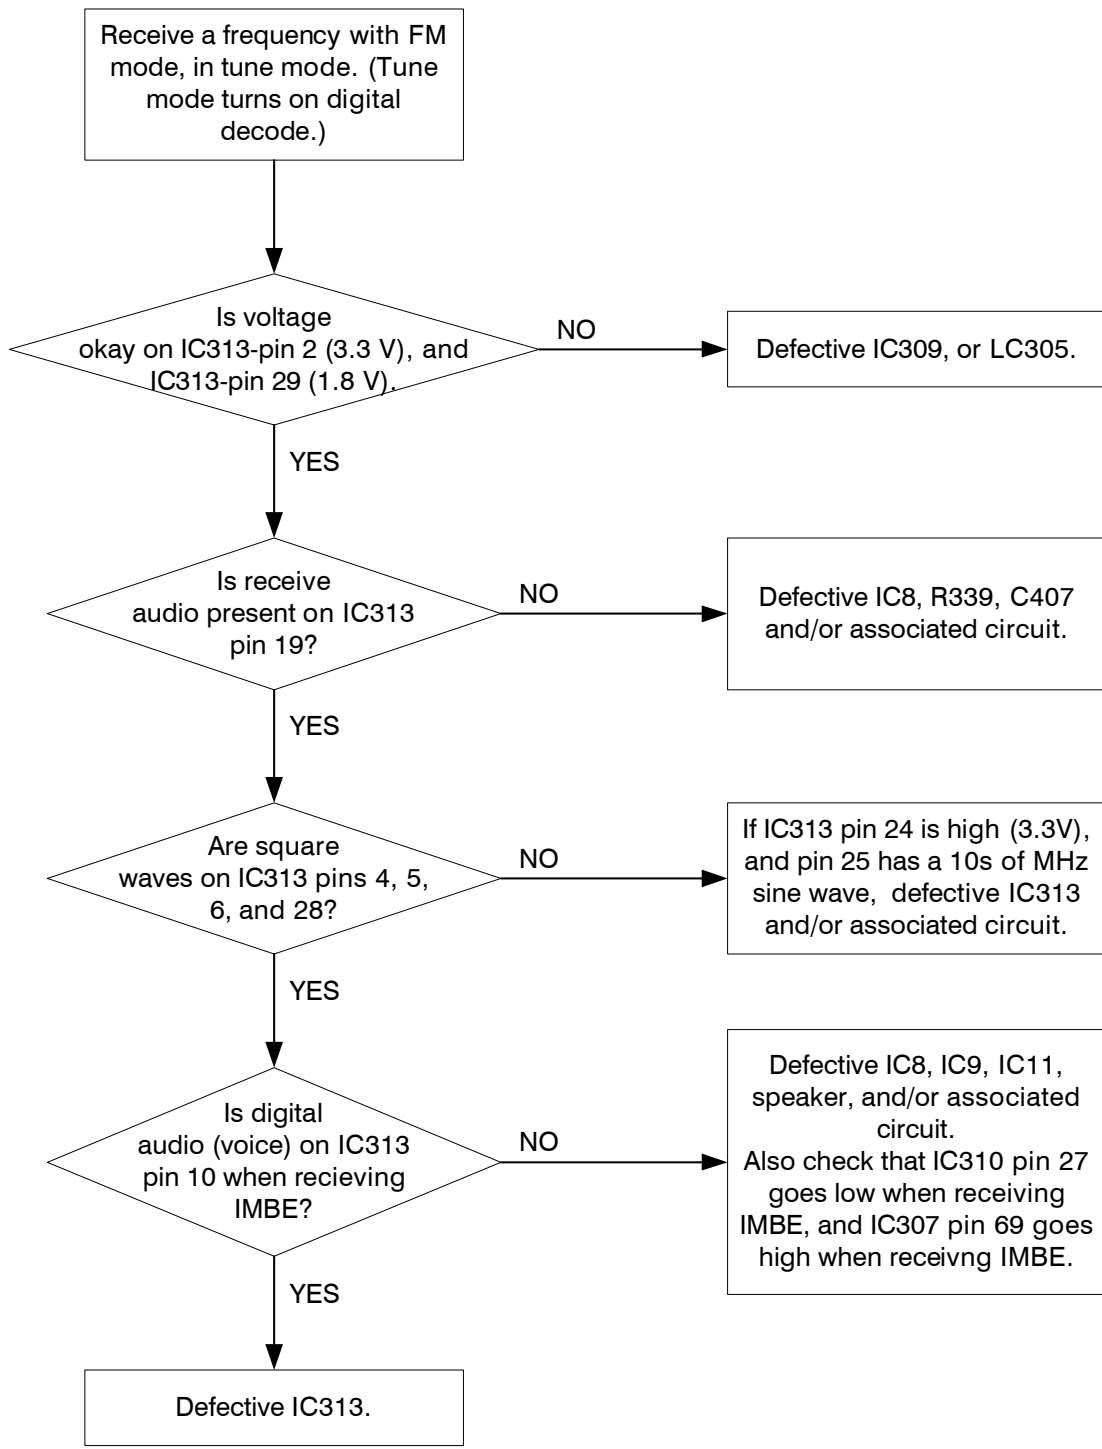 Receive a frequency with FM
mode, in tune mode. (Tune
mode turns on digital
decode.)
Is voltage
okay on IC313-pin 2 (3.3 V), and
IC313-pin 29 (1.8 V).
NO
Defective IC309, or LC305.
YES
Is receive
audio present on IC313
pin 19?
NO
Defective IC8, R339, C407
and/or associated circuit.
YES
Are square
waves on IC313 pins 4, 5,
6, and 28?
NO
If IC313 pin 24 is high (3.3V),
and pin 25 has a 10s of MHz
sine wave, defective IC313
and/or associated circuit.
YES
Is digital
audio (voice) on IC313
pin 10 when recieving
IMBE?
NO
Defective IC8, IC9, IC11,
speaker, and/or associated
circuit.
Also check that IC310 pin 27
goes low when receiving
IMBE, and IC307 pin 69 goes
high when receivng IMBE.
YES
Defective IC313.